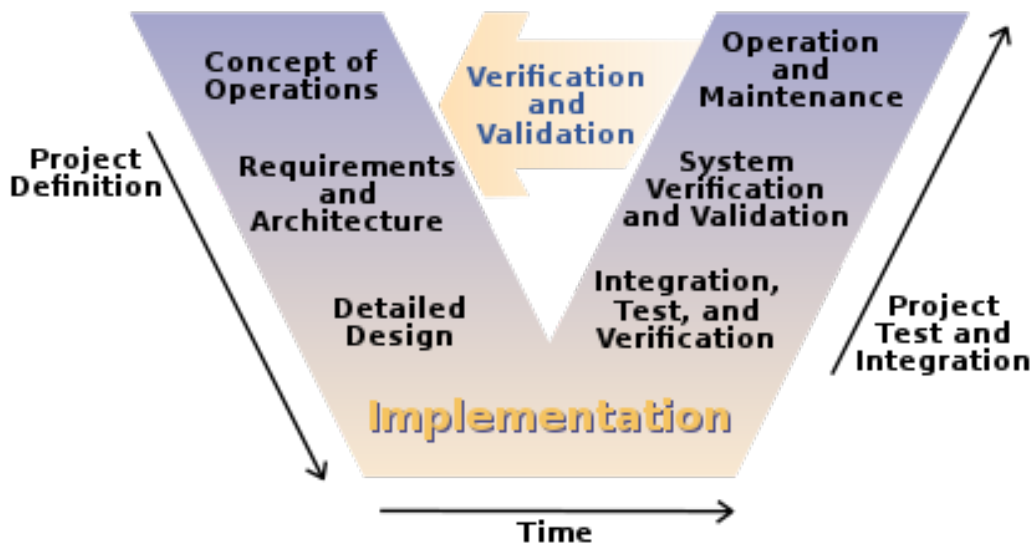 Concept of
Operations
Verification
and
Validation
Operation
and
Maintenance
Project
Definition
Requirements
and
Architecture
System
Verification
and Validation
Detailed
Design
Integration,
Test, and
Verification
Project
Test and
Integration
Implementation
Time